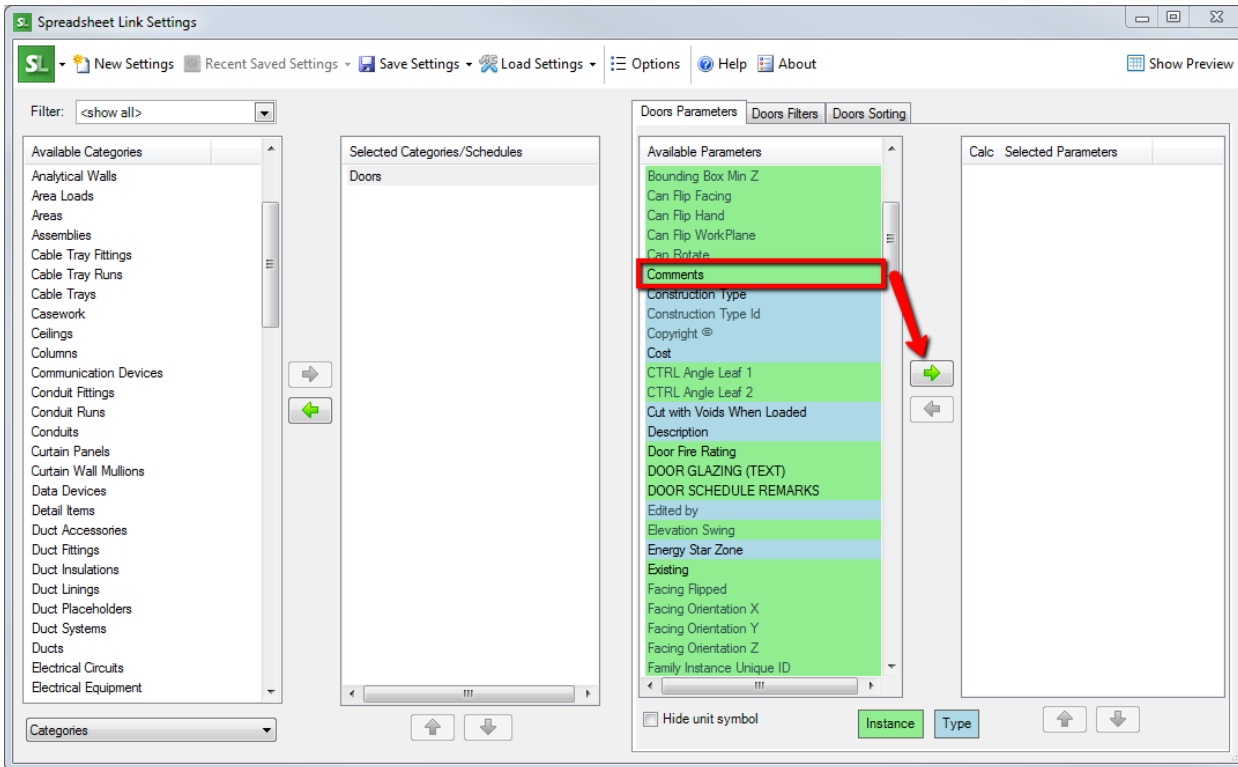 SL Spreadsheet Link Settings
SL New Settings Recent Saved Settings Save Settings Load Settings Options Help About Show Preview
Filter: <show all>
Available Categories
Analytical Walls
Area Loads
Areas
Assemblies
Cable Tray Fittings
Cable Tray Runs
Cable Trays
Casework
Ceilings
Columns
Communication Devices
Conduit Fittings
Conduit Runs
Conduits
Curtain Panels
Curtain Wall Mullions
Data Devices
Detail Items
Duct Accessories
Duct Fittings
Duct Insulations
Duct Linings
Duct Placeholders
Duct Systems
Ducts
Electrical Circuits
Electrical Equipment
Categories
Selected Categories/Schedules
Doors
Doors Parameters Doors Filters Doors Sorting
Available Parameters
Bounding Box Min Z
Can Flip Facing
Can Flip Hand
Can Flip WorkPlane
Can Rotate
Comments
Construction Type
Construction Type Id
Copyright ©
Cost
CTRL Angle Leaf 1
CTRL Angle Leaf 2
Cut with Voids When Loaded
Description
Door Fire Rating
DOOR GLAZING (TEXT)
DOOR SCHEDULE REMARKS
Edited by
Elevation Swing
Energy Star Zone
Existing
Facing Flipped
Facing Orientation X
Facing Orientation Y
Facing Orientation Z
Family Instance Unique ID
Hide unit symbol Instance Type
Calc Selected Parameters